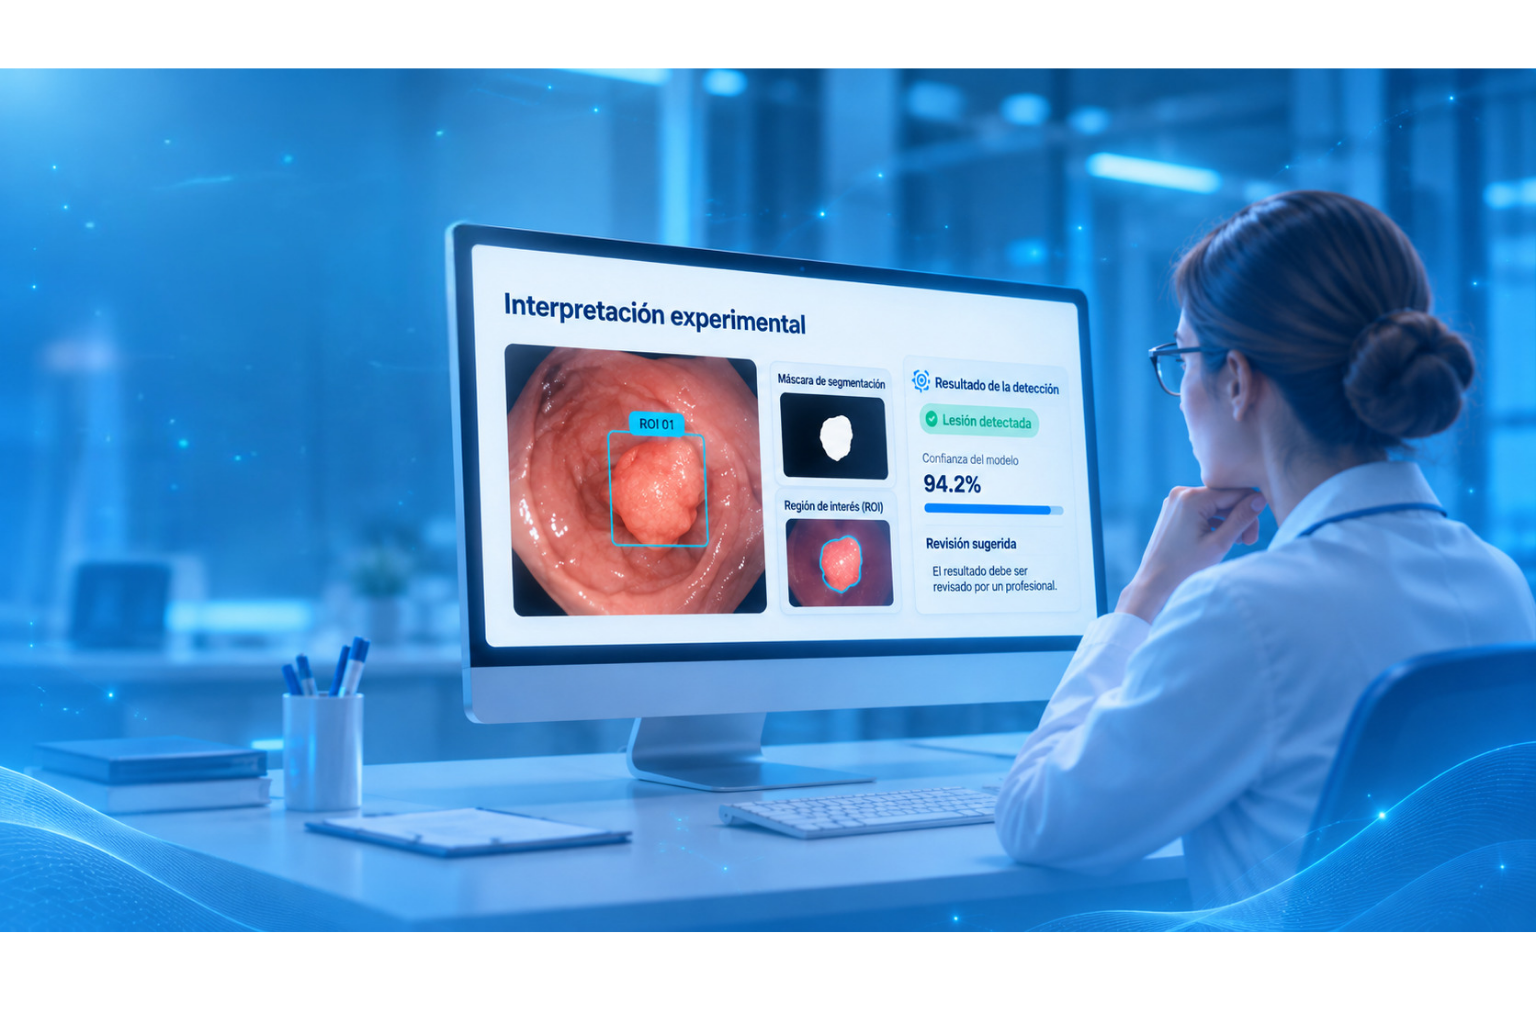 Interpretación experimental
ROI 01
Máscara de segmentación
Región de interés (ROI)
Resultado de la detección
Lesión detectada
Confianza del modelo
94.2%
Revisión sugerida
El resultado debe ser
revisado por un profesional.